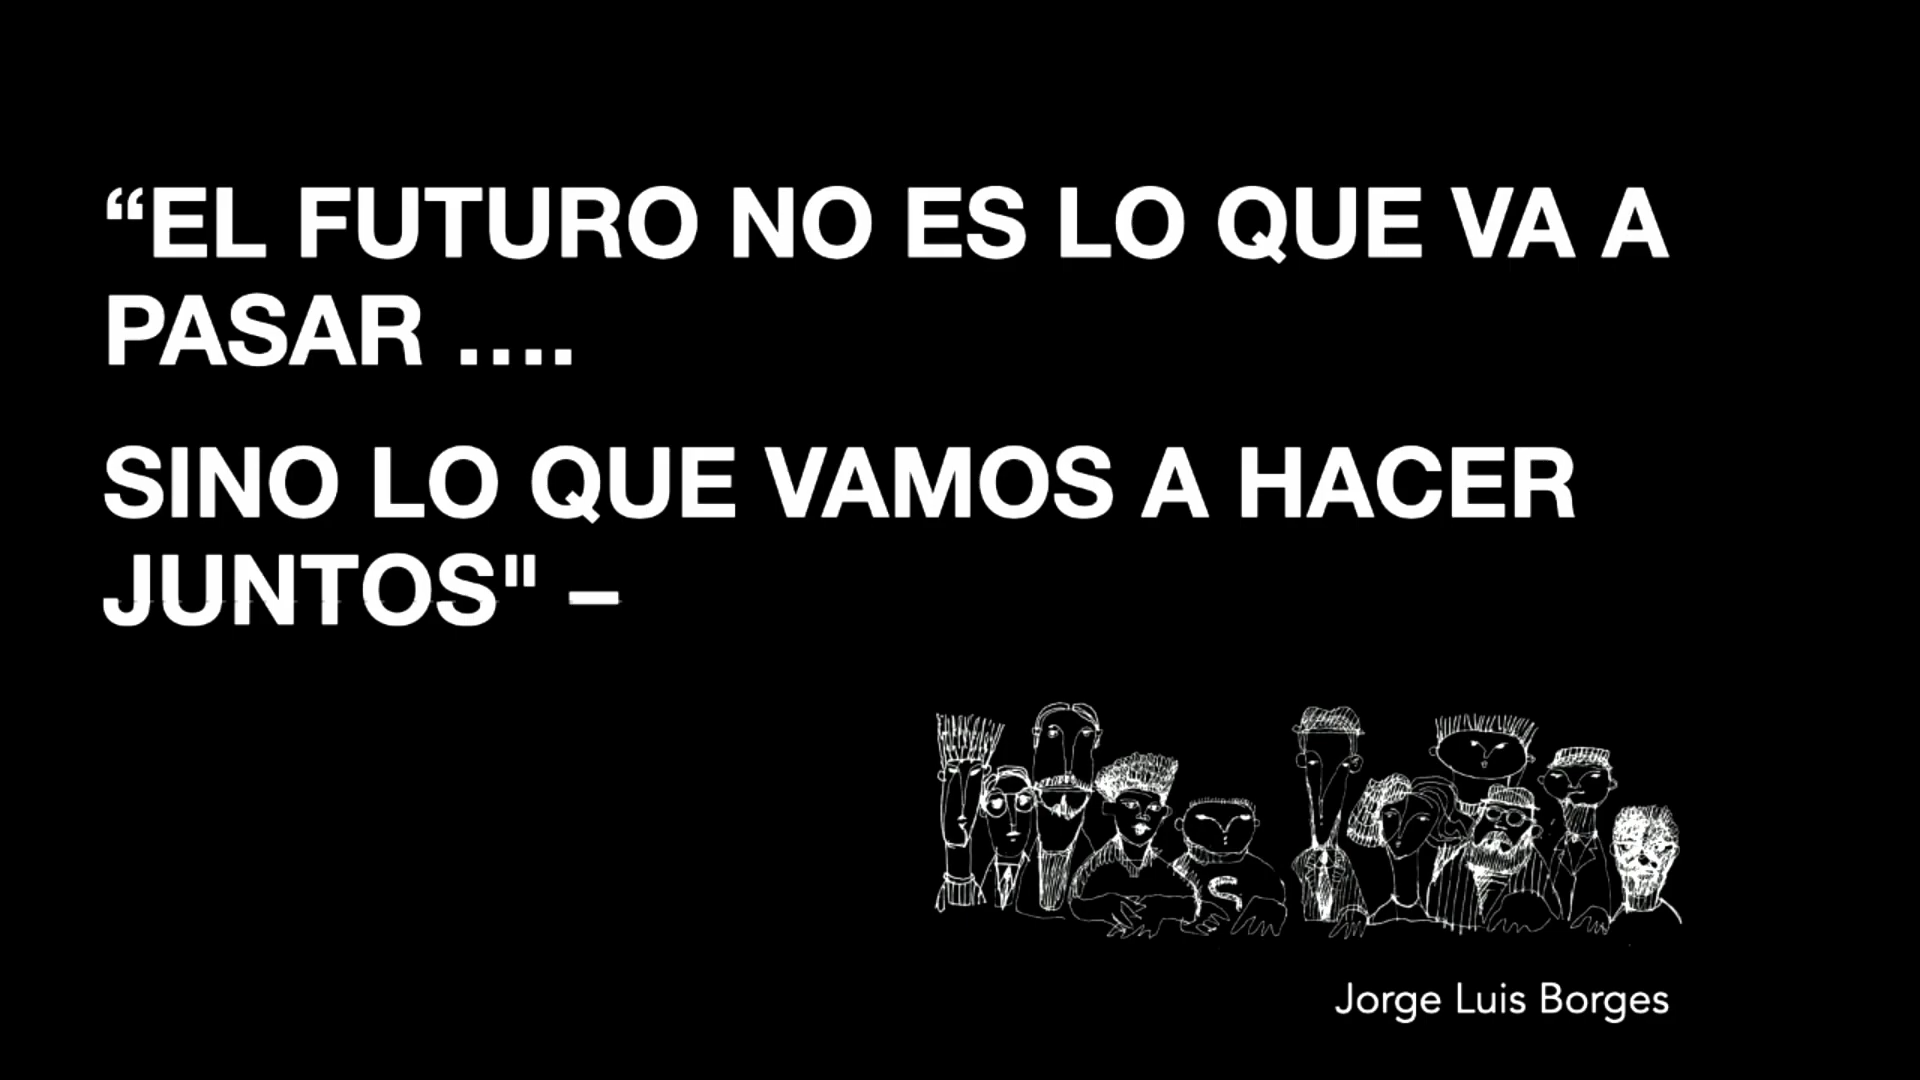 “EL FUTURO NO ES LO QUE VA A
PASAR ....
SINO LO QUE VAMOS A HACER
JUNTOS" –
Jorge Luis Borges